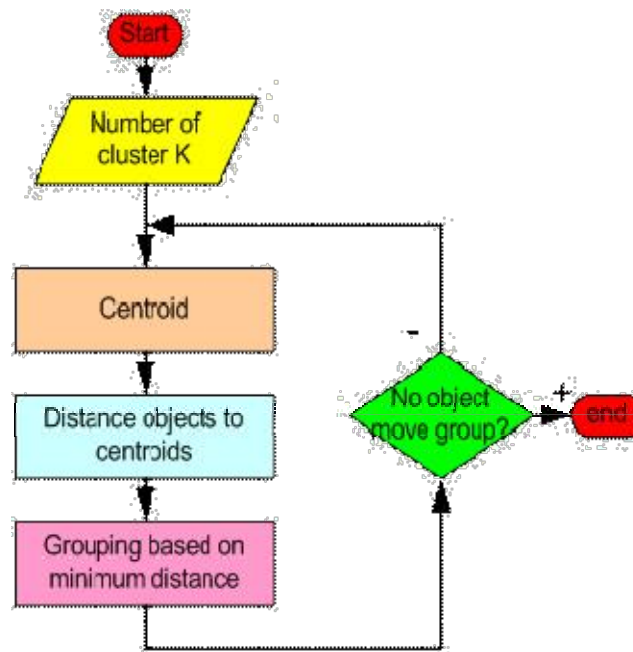 Start
Number of
cluster K
Centroid
-
Distance objects to
centroids
No object
move group?
+
end
Grouping based on
minimum distance